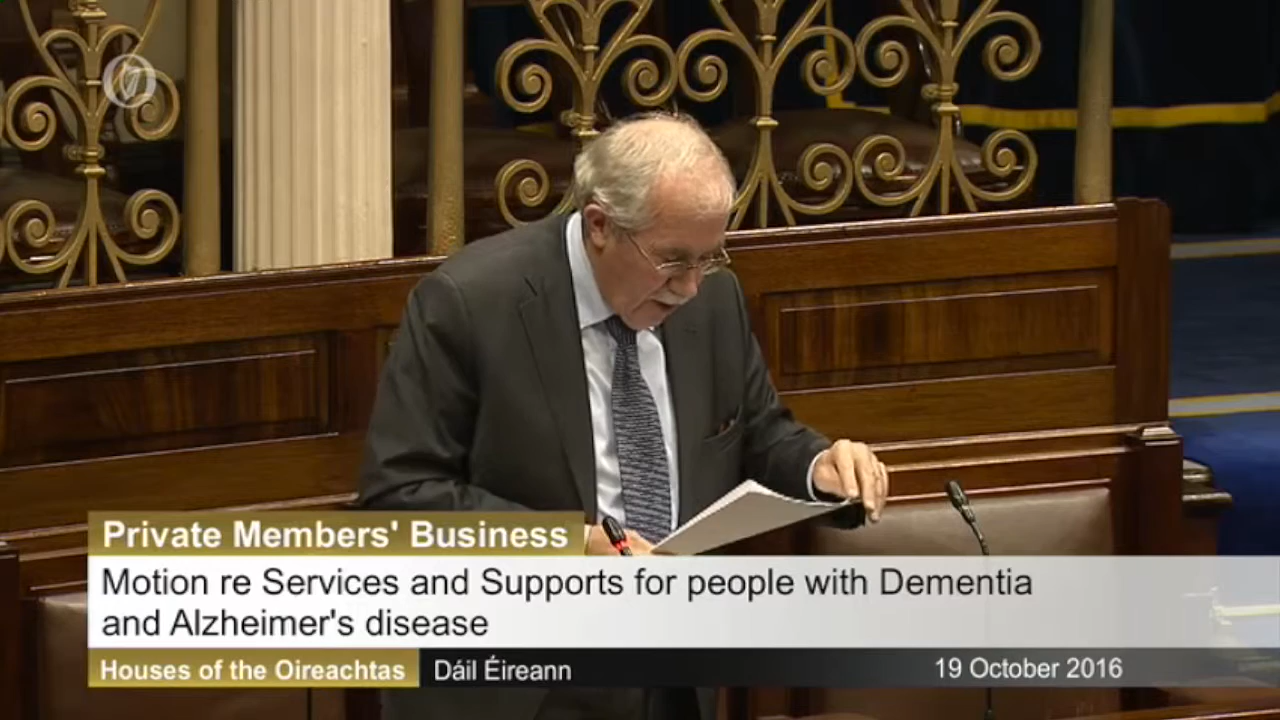 Private Members' Business
Motion re Services and Supports for people with Dementia
and Alzheimer's disease
Houses of the Oireachtas
Dáil Éireann
19 October 2016